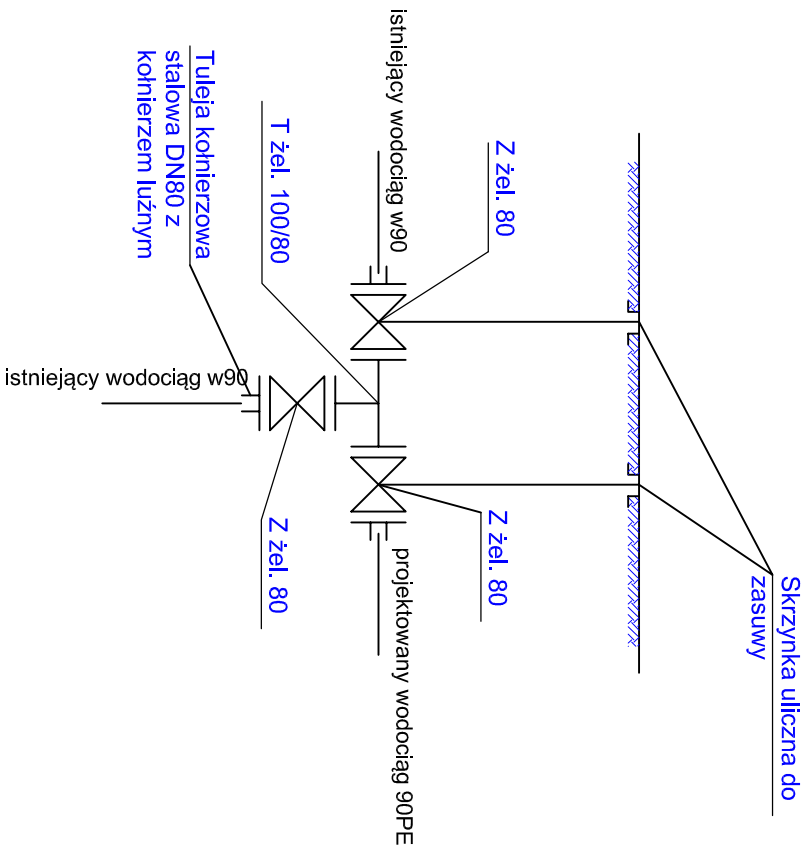 istniejący wodociąg w90
Z żel. 80
T żel. 100/80
Tuleja kołnierzowa
stalowa DN80 z
kołnierzem luźnym
istniejący wodociąg w90
Z żel. 80
Z żel. 80
projektowany wodociąg 90PE
Skrzynka uliczna do
zasuwy